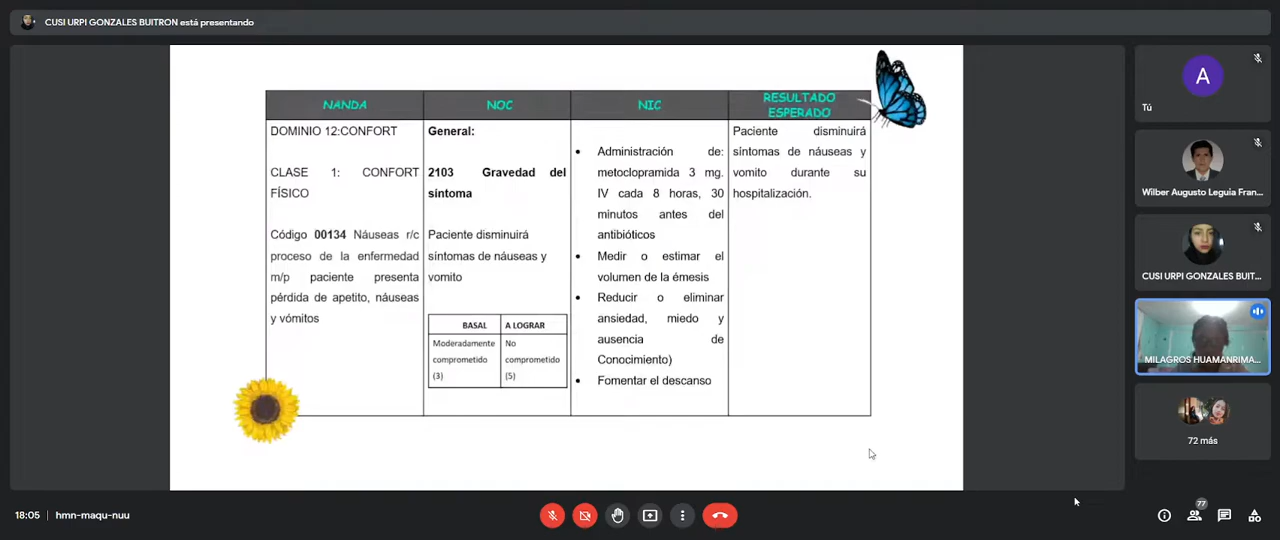 CUSI URPI GONZALES BUITRON está presentando
NANDA
NOC
NIC
RESULTADO
ESPERADO
DOMINIO 12:CONFORT
CLASE 1: CONFORT
FÍSICO
Código 00134 Náuseas r/c
proceso de la enfermedad
m/p paciente presenta
pérdida de apetito, náuseas
y vómitos
General:
2103 Gravedad del
síntoma
Paciente disminuirá
síntomas de náuseas y
vomito
BASAL
A LOGRAR
Moderadamente
comprometido
(3)
No
comprometido
(5)
• Administración de:
metoclopramida 3 mg.
IV cada 8 horas, 30
minutos antes del
antibióticos
• Medir o estimar el
volumen de la émesis
• Reducir o eliminar
ansiedad, miedo y
ausencia de
Conocimiento)
• Fomentar el descanso
Paciente disminuirá
síntomas de náuseas y
vomito durante su
hospitalización.
A
Tú
Wilber Augusto Leguia Fran...
CUSI URPI GONZALES BUIT...
MILAGROS HUAMANRIMA...
72 más
18:05 hmn-maqu-nuu
77